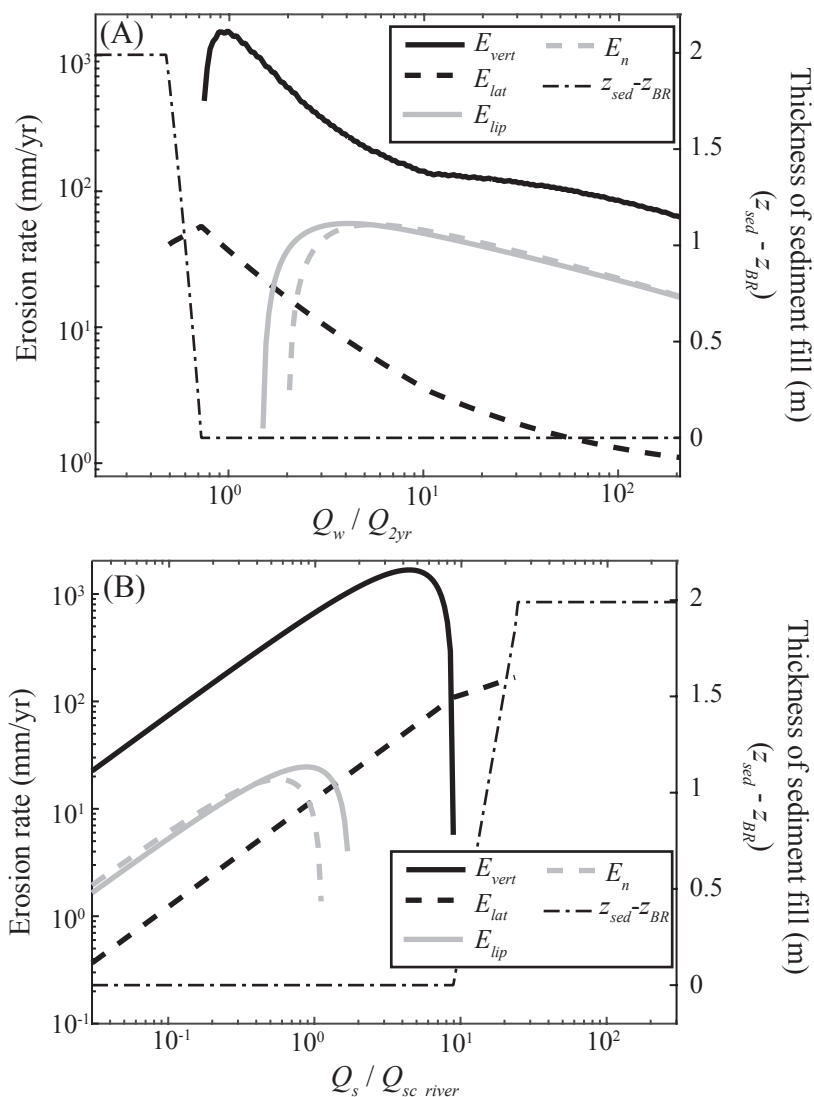 (A)
E_vert
E_n
E_lat
z_sed-z_BR
E_lip
Erosion rate (mm/yr)
10^3
10^2
10^1
10^0
2
1.5
1
0.5
0
Thickness of sediment fill (m)
(z_sed - z_BR)
10^0
10^1
10^2
Q_w / Q_2yr
(B)
Erosion rate (mm/yr)
10^3
10^2
10^1
10^0
10^-1
2
1.5
1
0.5
0
Thickness of sediment fill (m)
(z_sed - z_BR)
E_vert
E_n
E_lat
z_sed-z_BR
E_lip
10^-1
10^0
10^1
10^2
Q_s / Q_sc_river